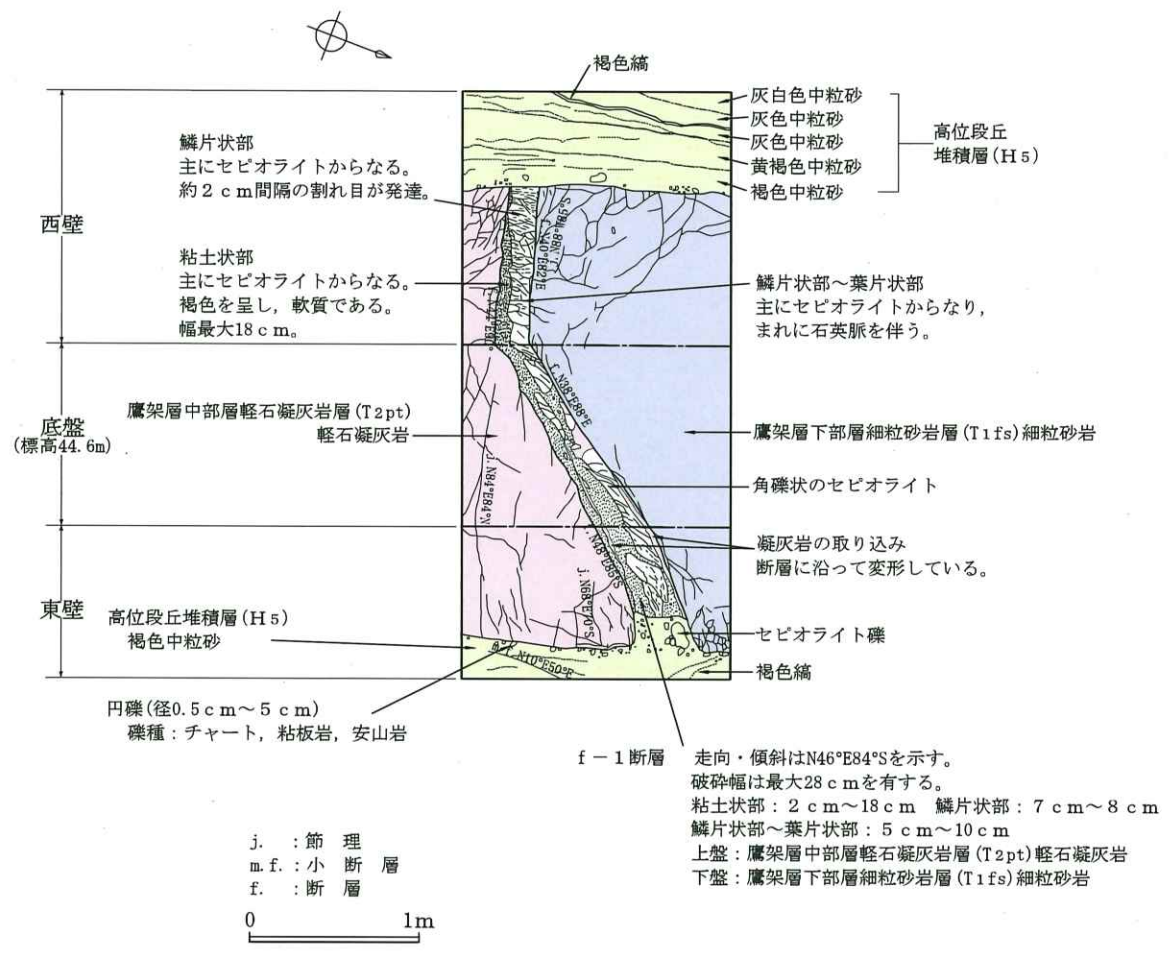 褐色縞
灰白色中粒砂
灰色中粒砂
灰色中粒砂
黄褐色中粒砂
褐色中粒砂
高位段丘
堆積層(H5)
西壁
鱗片状部
主にセピオライトからなる。
約2cm間隔の割れ目が発達。
粘土状部
主にセピオライトからなる。
褐色を呈し，軟質である。
幅最大18cm。
f.N40°E82°E
鱗片状部～葉片状部
主にセピオライトからなり，
まれに石英脈を伴う。
底盤
(標高44.6m)
鷹架層中部層軽石凝灰岩層(T2pt)
軽石凝灰岩
j.N84°E84°N
f.N38°E88°E
鷹架層下部層細粒砂岩層(T1fs)細粒砂岩
角礫状のセピオライト
凝灰岩の取り込み
断層に沿って変形している。
東壁
高位段丘堆積層(H5)
褐色中粒砂
j.N68°E70°S
セピオライト礫
褐色縞
円礫(径0.5cm～5cm)
礫種：チャート，粘板岩，安山岩
f－1断層 走向・傾斜はN46°E84°Sを示す。
破砕幅は最大28cmを有する。
粘土状部：2cm～18cm 鱗片状部：7cm～8cm
鱗片状部～葉片状部：5cm～10cm
上盤：鷹架層中部層軽石凝灰岩層(T2pt)軽石凝灰岩
下盤：鷹架層下部層細粒砂岩層(T1fs)細粒砂岩
j. ：節 理
m.f.：小 断 層
f. ：断 層
0 1m